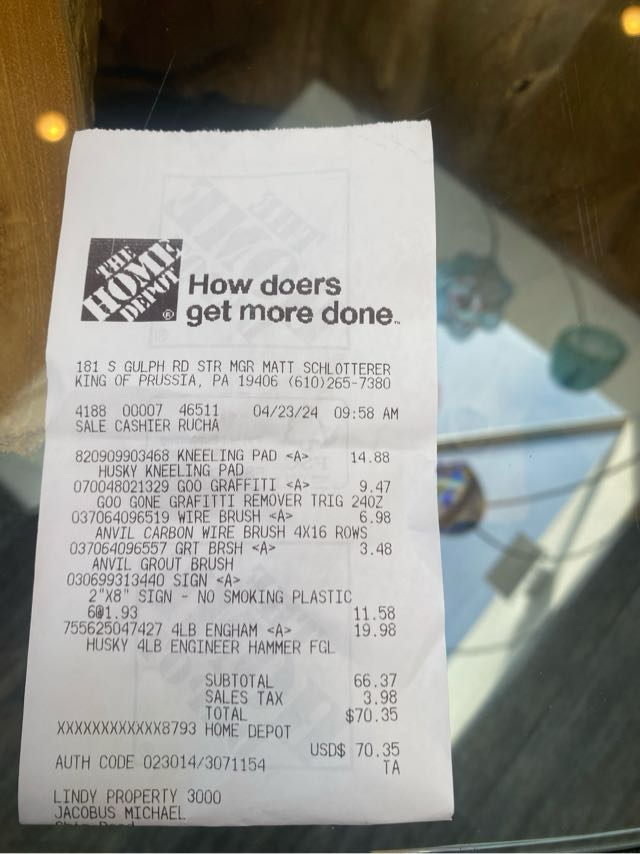 THE
HOME
DEPOT
How doers
get more done.
181 S GULPH RD STR MGR MATT SCHLOTTERER
KING OF PRUSSIA, PA 19406 (610)265-7380
4188 00007 46511 04/23/24 09:58 AM
SALE CASHIER RUCHA
820909903468 KNEELING PAD <A> 14.88
HUSKY KNEELING PAD
070048021329 GOO GRAFFITI <A> 9.47
GOO GONE GRAFITTI REMOVER TRIG 24OZ
037064096519 WIRE BRUSH <A> 6.98
ANVIL CARBON WIRE BRUSH 4X16 ROWS
037064096557 GRT BRSH <A> 3.48
ANVIL GROUT BRUSH
030699313440 SIGN <A>
2"X8" SIGN - NO SMOKING PLASTIC
6@1.93 11.58
755625047427 4LB ENGHAM <A> 19.98
HUSKY 4LB ENGINEER HAMMER FGL
SUBTOTAL 66.37
SALES TAX 3.98
TOTAL $70.35
XXXXXXXXXXXX8793 HOME DEPOT
USD$ 70.35
AUTH CODE 023014/3071154 TA
LINDY PROPERTY 3000
JACOBUS MICHAEL